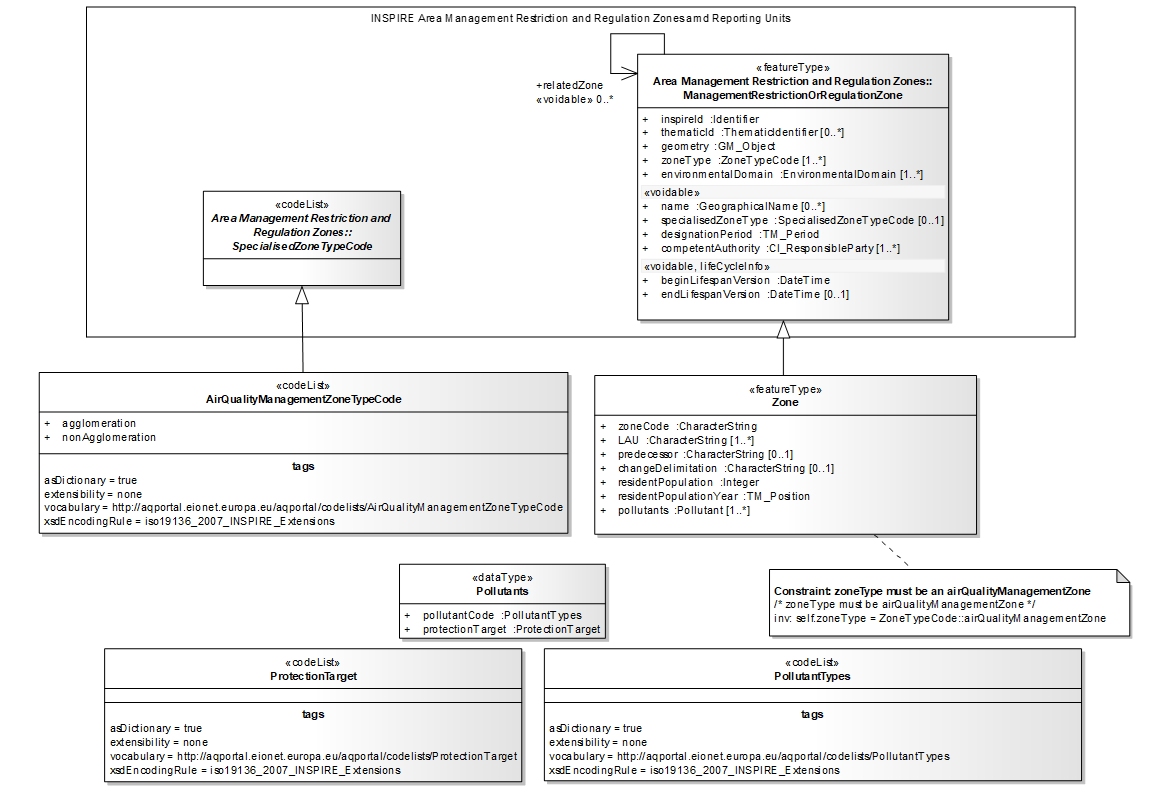 INSPIRE Area Management Restriction and Regulation Zones amd Reporting Units
«featureType»
Area Management Restriction and Regulation Zones::
ManagementRestrictionOrRegulationZone
+ inspireId :Identifier
+ thematicId :ThematicIdentifier [0..*]
+ geometry :GM_Object
+ zoneType :ZoneTypeCode [1..*]
+ environmentalDomain :EnvironmentalDomain [1..*]
«voidable»
+ name :GeographicalName [0..*]
+ specialisedZoneType :SpecialisedZoneTypeCode [0..1]
+ designationPeriod :TM_Period
+ competentAuthority :CI_ResponsibleParty [1..*]
«voidable, lifeCycleInfo»
+ beginLifespanVersion :DateTime
+ endLifespanVersion :DateTime [0..1]
+relatedZone
«voidable» 0..*
«codeList»
Area Management Restriction and
Regulation Zones::
SpecialisedZoneTypeCode
«codeList»
AirQualityManagementZoneTypeCode
+ agglomeration
+ nonAgglomeration
tags
asDictionary = true
extensibility = none
vocabulary = http://aqportal.eionet.europa.eu/aqportal/codelists/AirQualityManagementZoneTypeCode
xsdEncodingRule = iso19136_2007_INSPIRE_Extensions
«featureType»
Zone
+ zoneCode :CharacterString
+ LAU :CharacterString [1..*]
+ predecessor :CharacterString [0..1]
+ changeDelimitation :CharacterString [0..1]
+ residentPopulation :Integer
+ residentPopulationYear :TM_Position
+ pollutants :Pollutant [1..*]
«dataType»
Pollutants
+ pollutantCode :PollutantTypes
+ protectionTarget :ProtectionTarget
Constraint: zoneType must be an airQualityManagementZone
/* zoneType must be airQualityManagementZone */
inv: self.zoneType = ZoneTypeCode::airQualityManagementZone
«codeList»
ProtectionTarget
tags
asDictionary = true
extensibility = none
vocabulary = http://aqportal.eionet.europa.eu/aqportal/codelists/ProtectionTarget
xsdEncodingRule = iso19136_2007_INSPIRE_Extensions
«codeList»
PollutantTypes
tags
asDictionary = true
extensibility = none
vocabulary = http://aqportal.eionet.europa.eu/aqportal/codelists/PollutantTypes
xsdEncodingRule = iso19136_2007_INSPIRE_Extensions